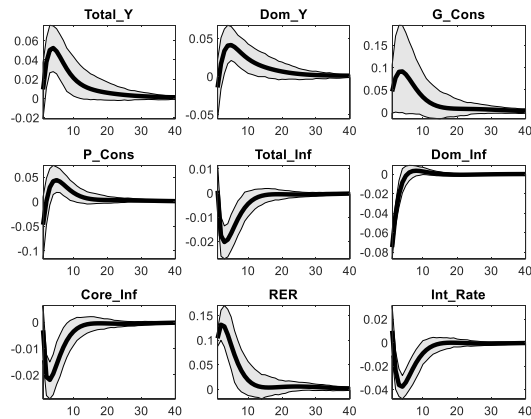 Total_Y Dom_Y G_Cons
0.06 0.04 0.02 0 -0.02
10 20 30 40
0.05 0 -0.05
10 20 30 40
0.15 0.1 0.05 0
10 20 30 40
P_Cons Total_Inf Dom_Inf
0.05 0 -0.05 -0.1
10 20 30 40
0.01 0 -0.01 -0.02
10 20 30 40
0 -0.02 -0.04 -0.06 -0.08
10 20 30 40
Core_Inf RER Int_Rate
0 -0.01 -0.02
10 20 30 40
0.15 0.1 0.05 0
10 20 30 40
0.02 0 -0.02 -0.04
10 20 30 40